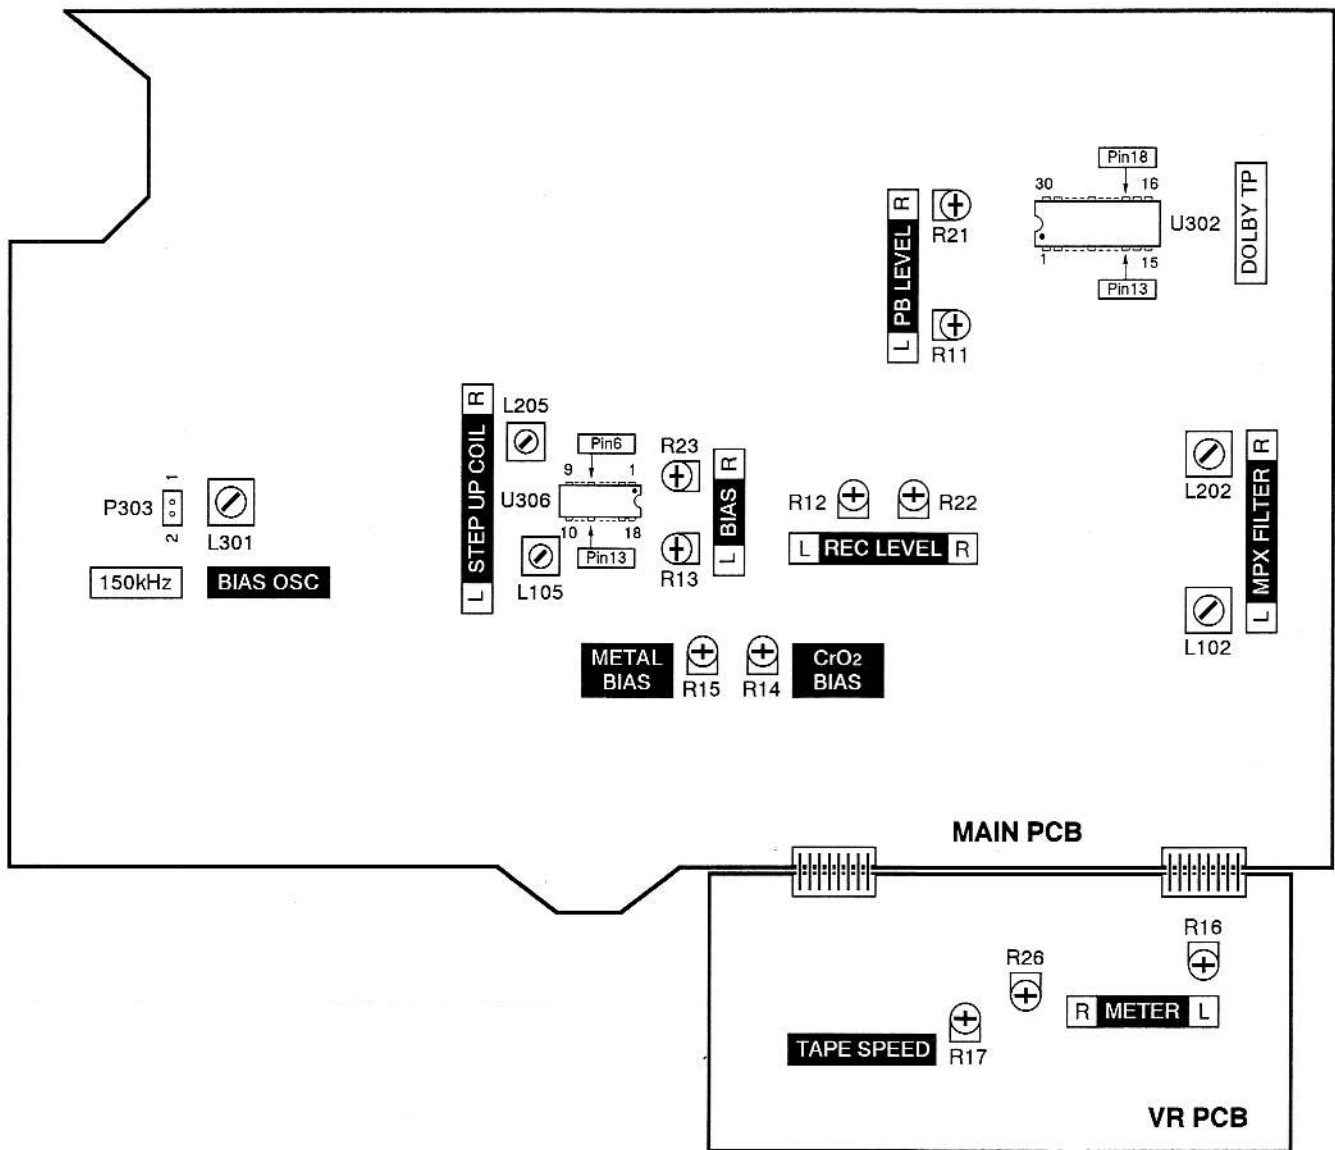 Pin18
30
16
U302
1
15
Pin13
DOLBY TP
L PB LEVEL R
R21
R11
L STEP UP COIL R
L205
Pin6
9
1
U306
10
18
Pin13
L105
R23
R13
L BIAS R
R12
R22
L REC LEVEL R
L202
L102
L MPX FILTER R
P303
1
2
L301
150kHz
BIAS OSC
METAL
BIAS
R15
R14
CrO2
BIAS
MAIN PCB
R16
R26
R METER L
TAPE SPEED
R17
VR PCB